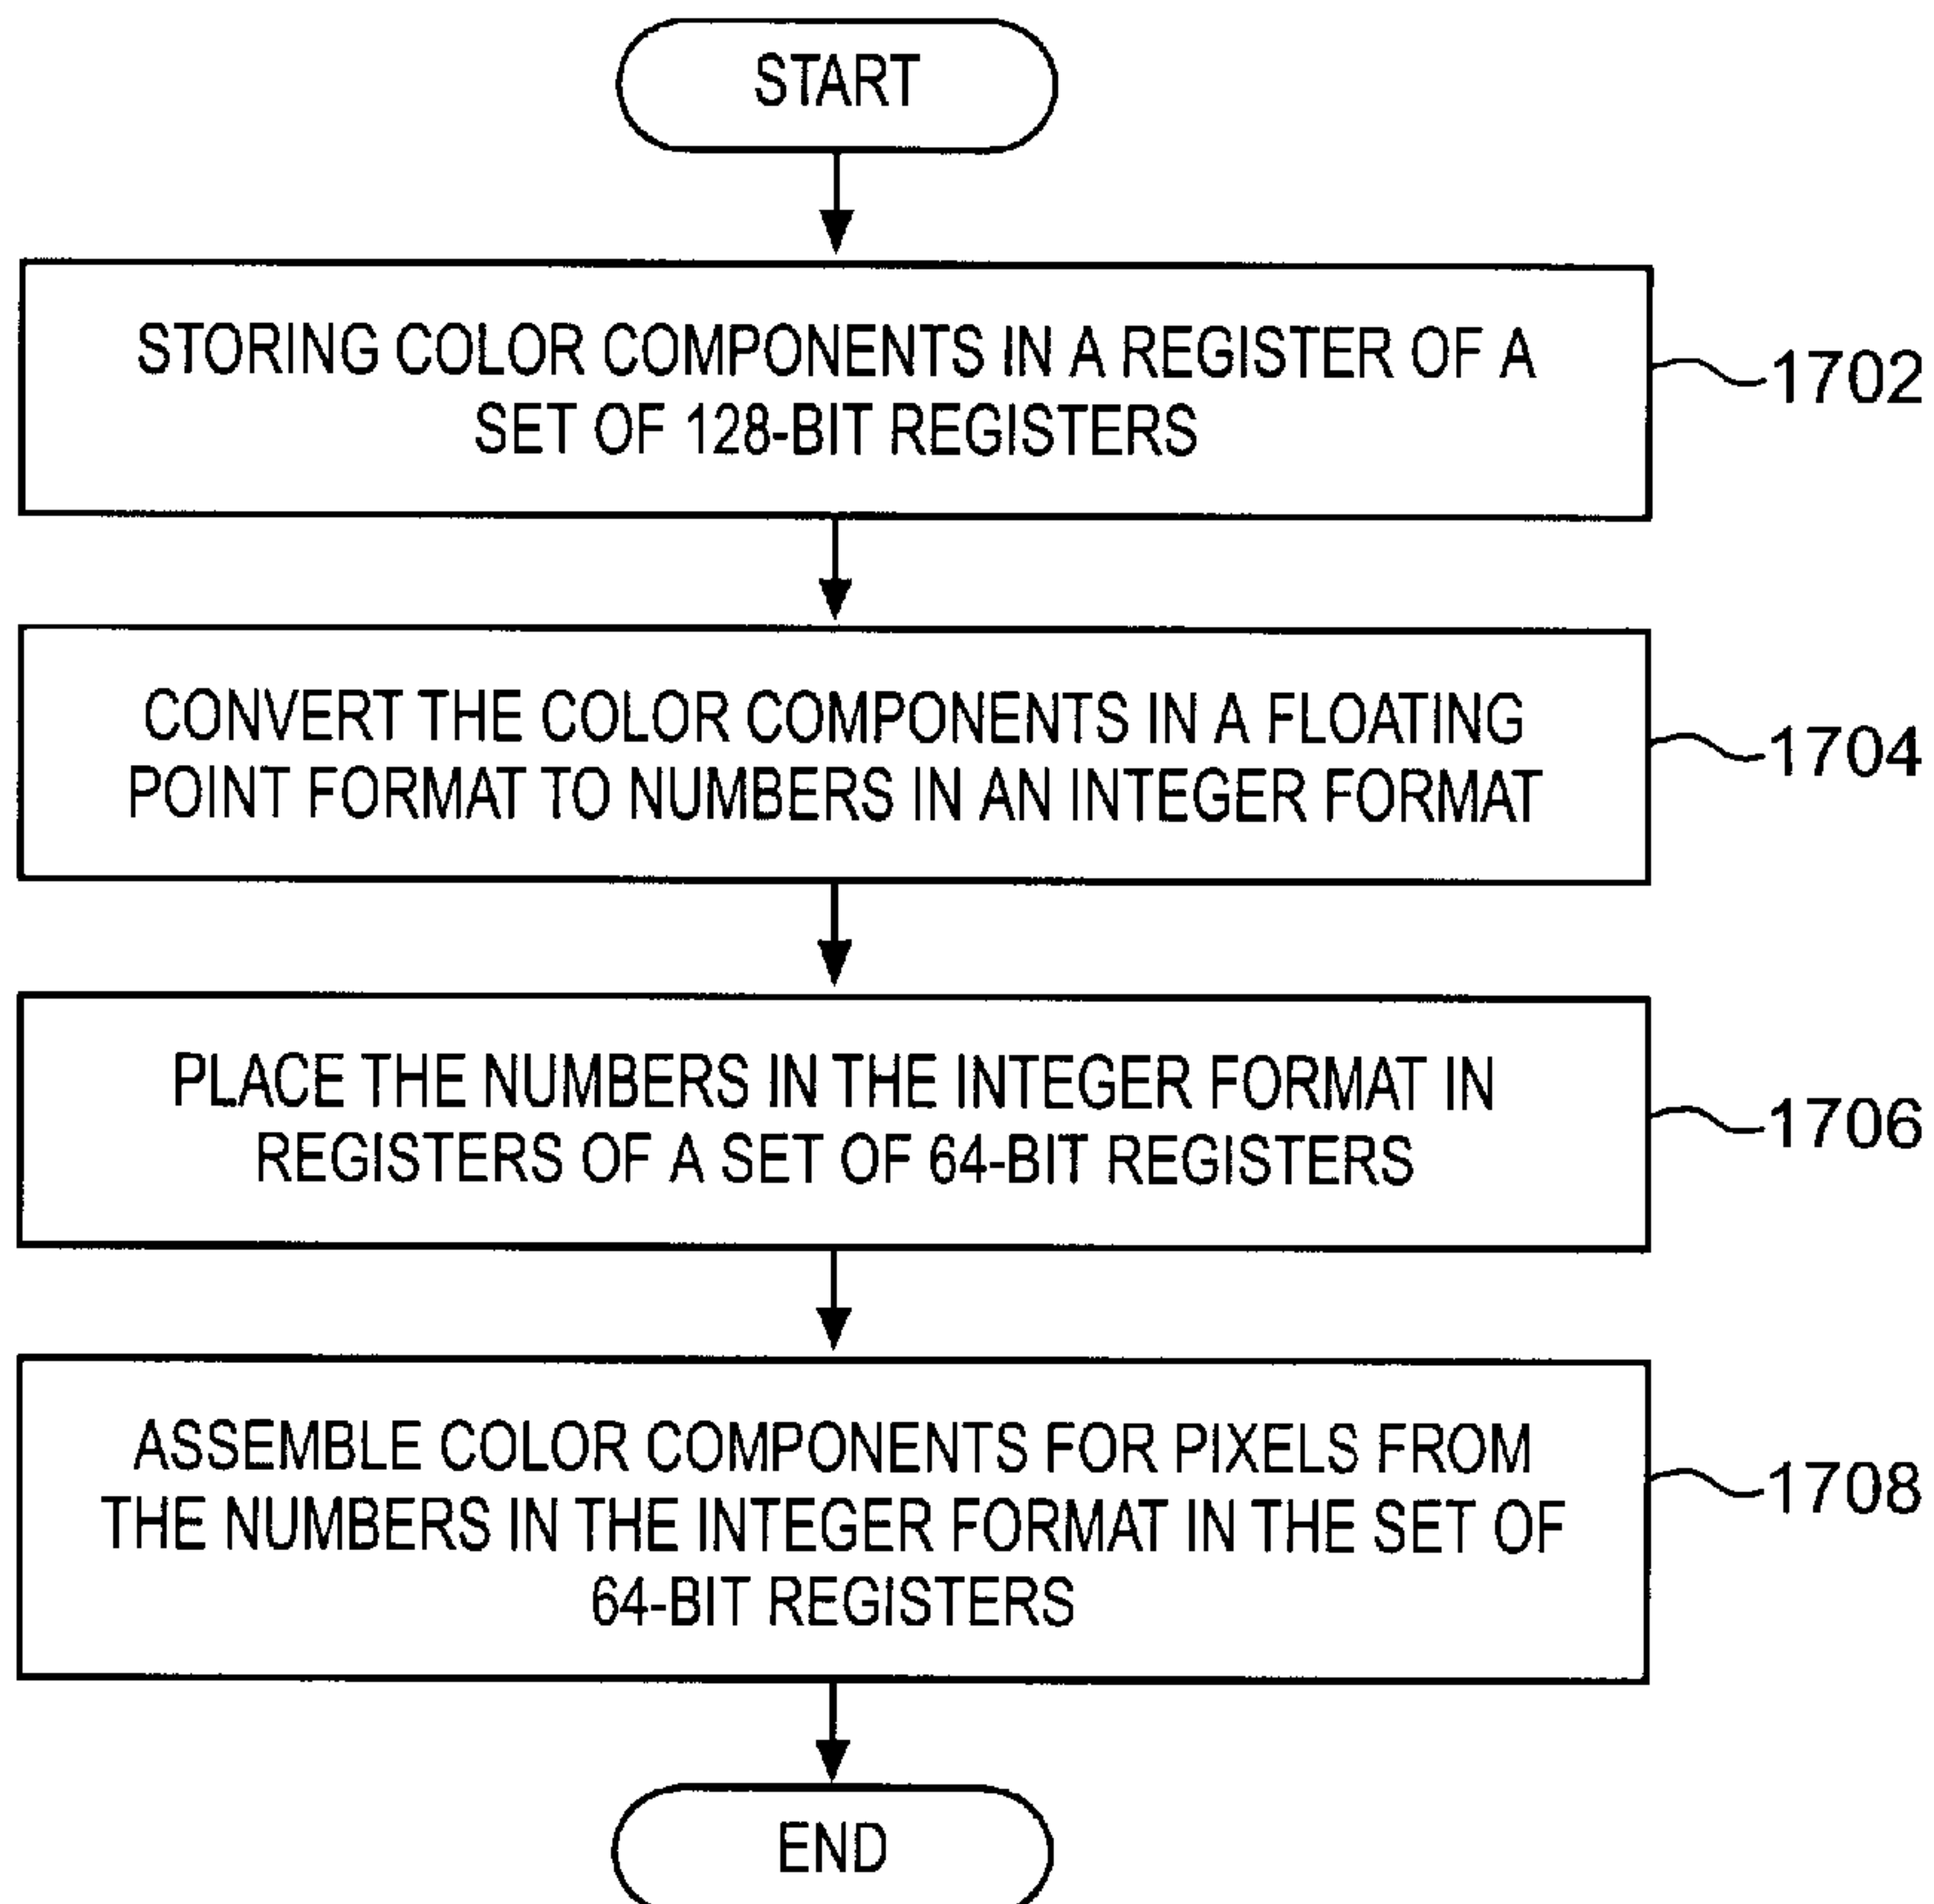 START
STORING COLOR COMPONENTS IN A REGISTER OF A
SET OF 128-BIT REGISTERS
1702
CONVERT THE COLOR COMPONENTS IN A FLOATING
POINT FORMAT TO NUMBERS IN AN INTEGER FORMAT
1704
PLACE THE NUMBERS IN THE INTEGER FORMAT IN
REGISTERS OF A SET OF 64-BIT REGISTERS
1706
ASSEMBLE COLOR COMPONENTS FOR PIXELS FROM
THE NUMBERS IN THE INTEGER FORMAT IN THE SET OF
64-BIT REGISTERS
1708
END